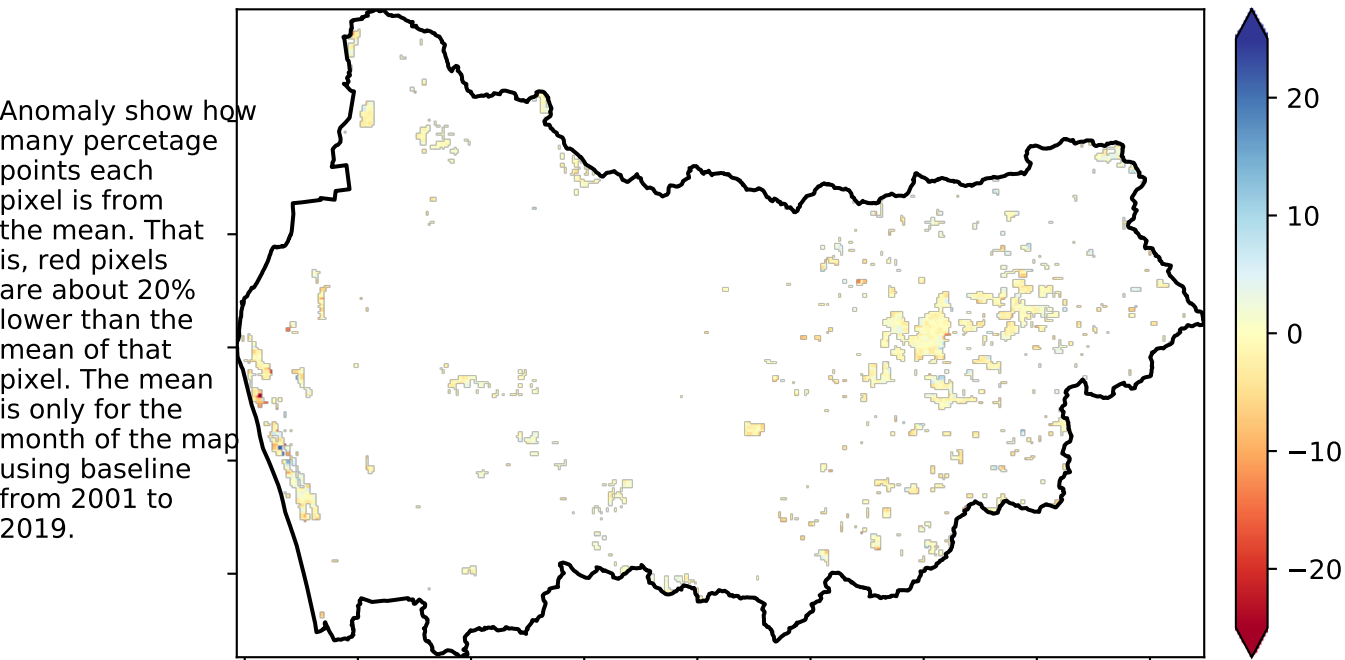 Anomaly show how
many percetage
points each
pixel is from
the mean. That
is, red pixels
are about 20%
lower than the
mean of that
pixel. The mean
is only for the
month of the map
using baseline
from 2001 to
2019.
20
10
0
−10
−20